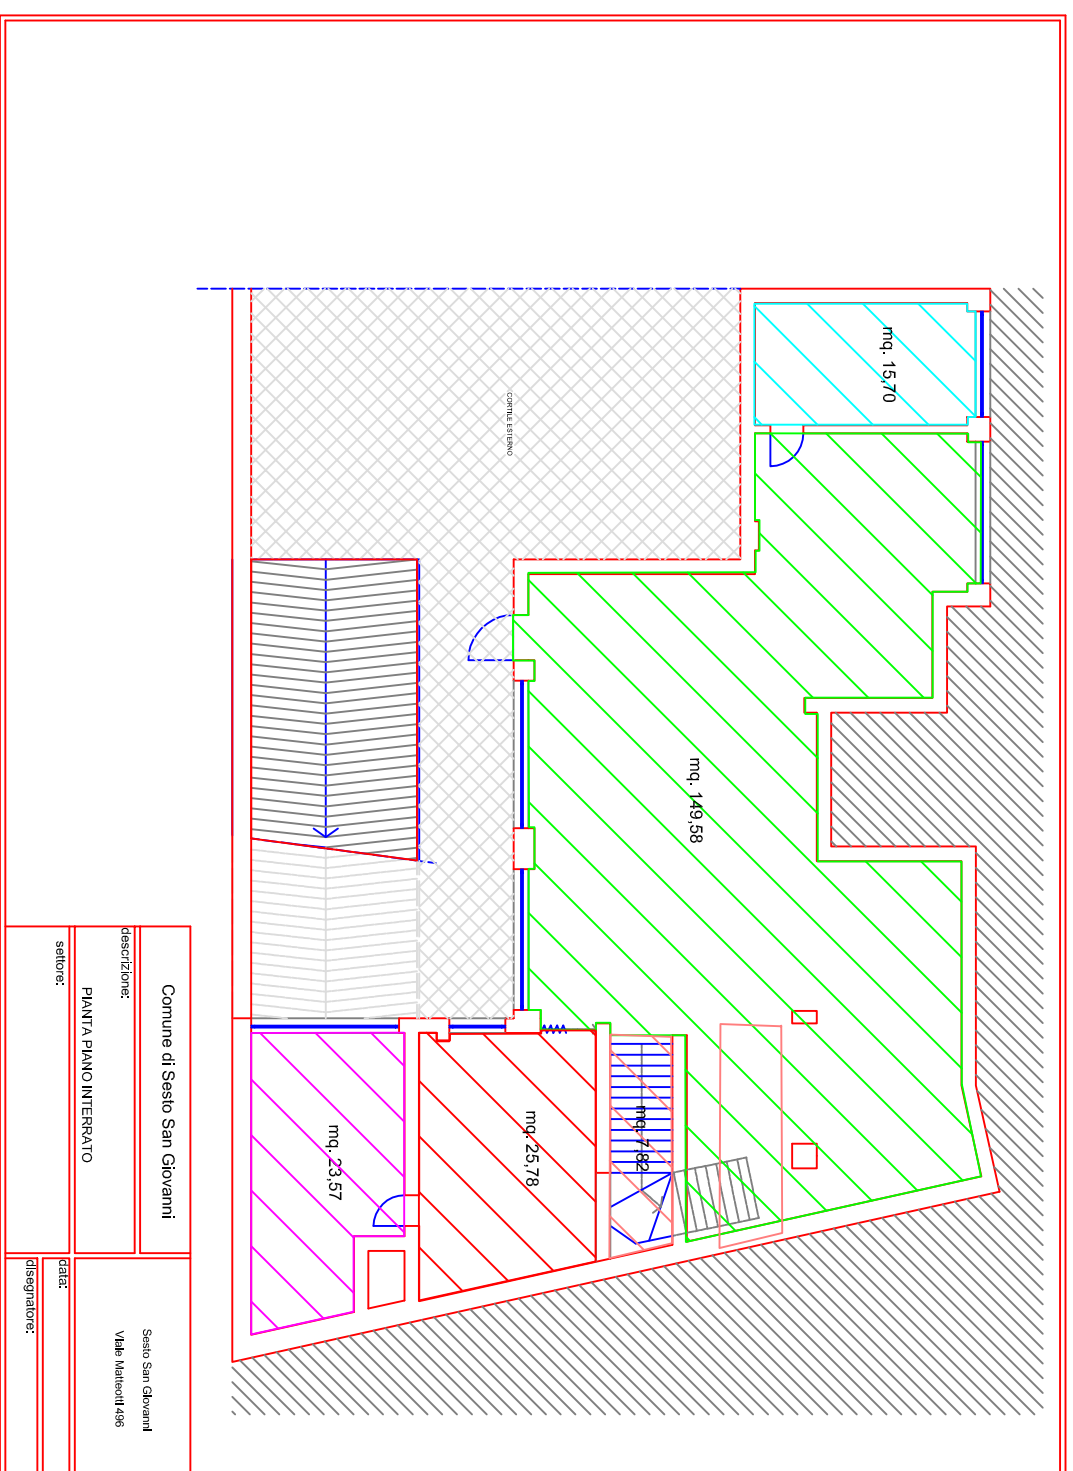 mq. 15,70
CORTILE ESTERNO
mq. 149,58
mq. 7,82
mq. 25,78
mq. 23,57
Comune di Sesto San Giovanni
descrizione:
PIANTA PIANO INTERRATO
settore:
Sesto San Giovanni
Viale Matteotti 496
data:
disegnatore: